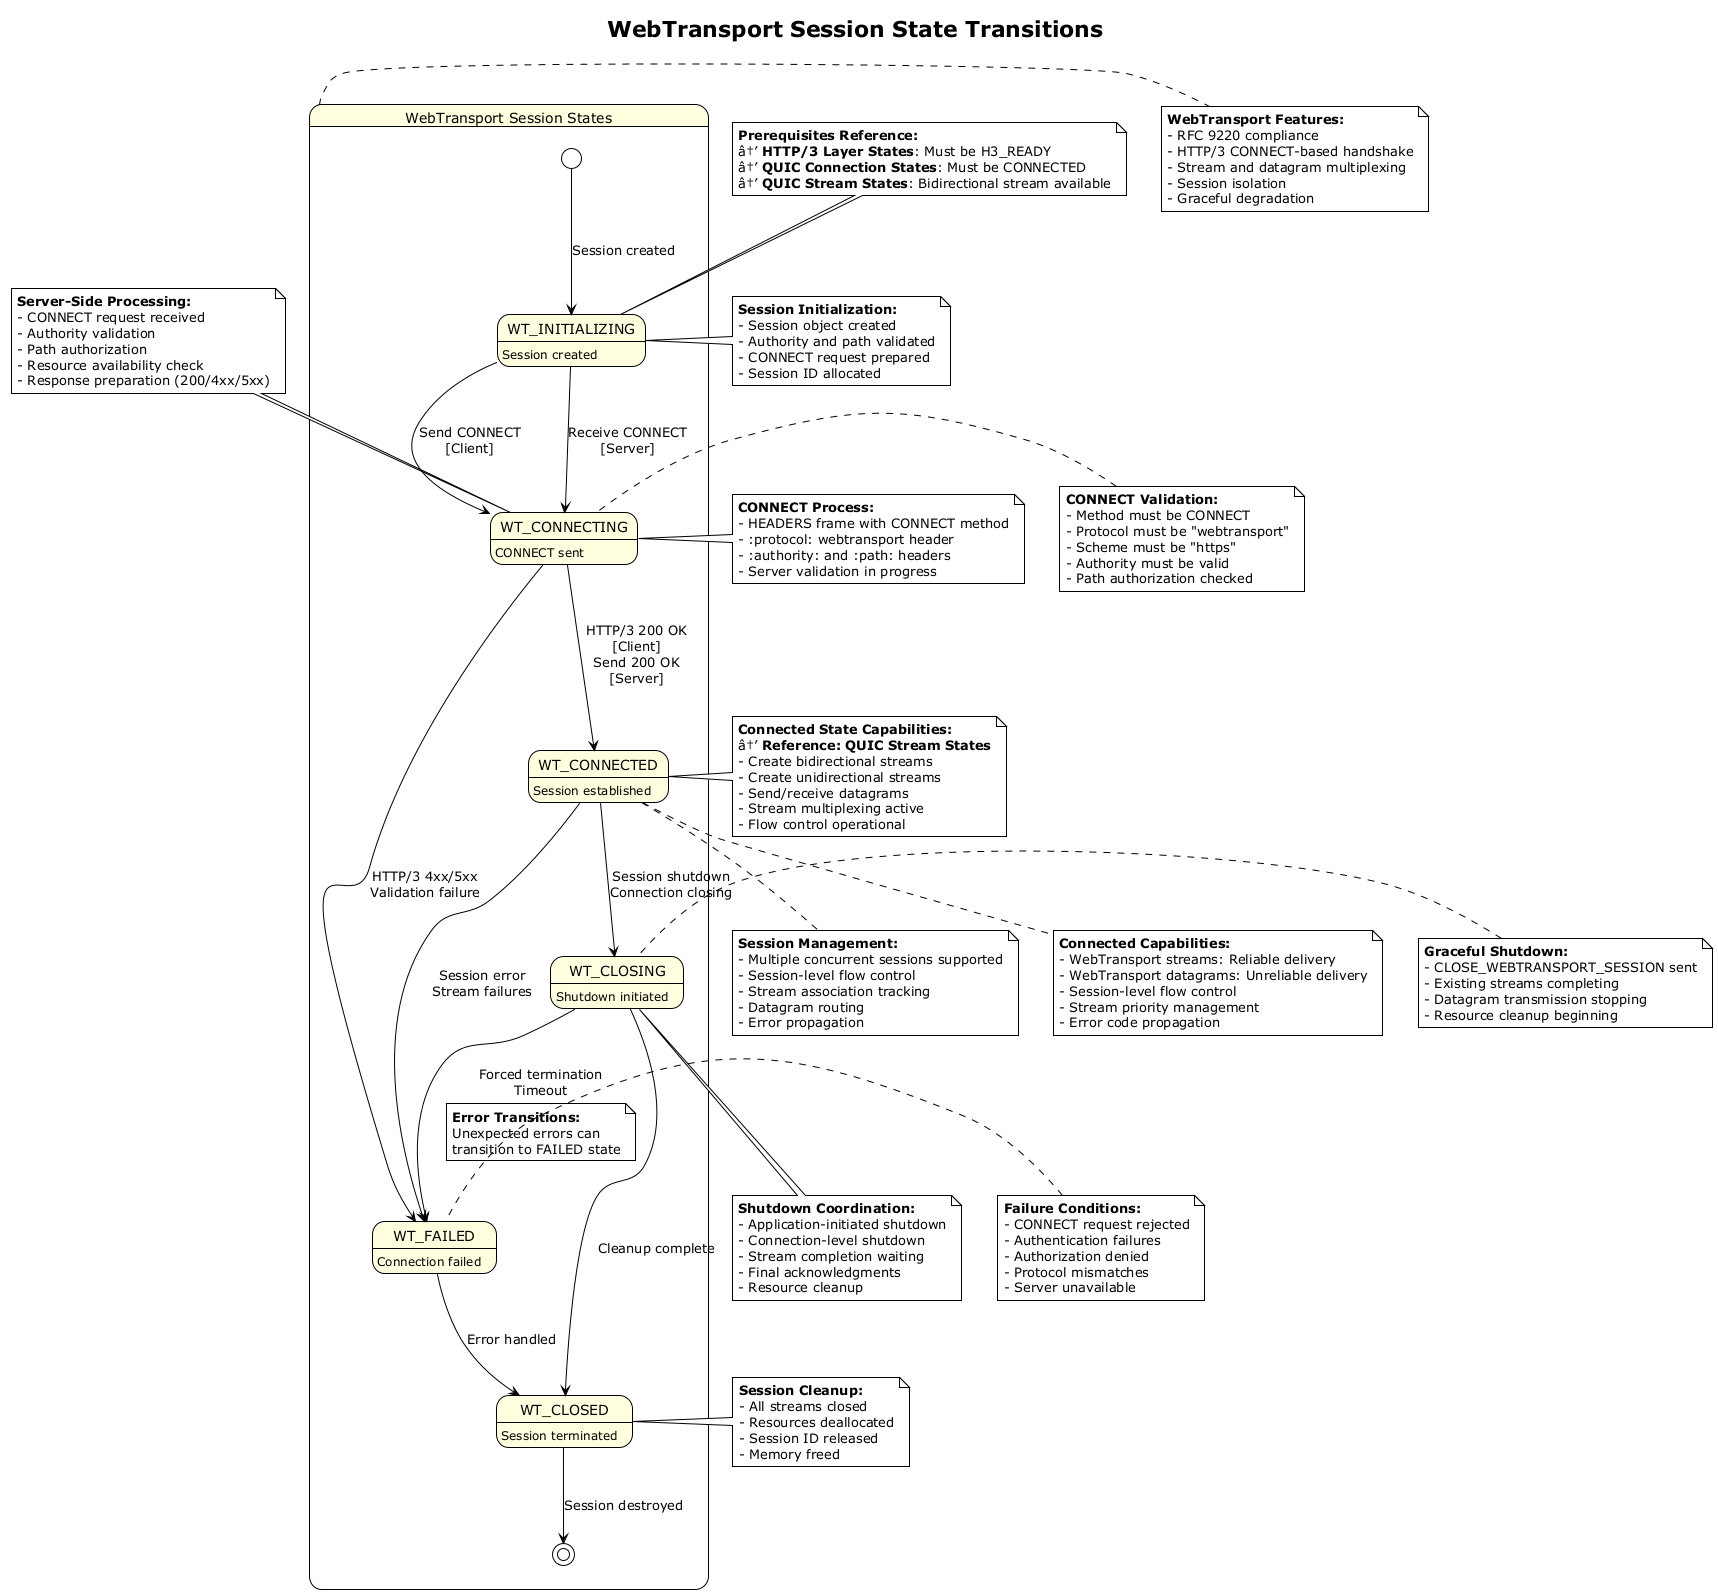 WebTransport Session State Transitions
WebTransport Session States
WebTransport Features:
- RFC 9220 compliance
- HTTP/3 CONNECT-based handshake
- Stream and datagram multiplexing
- Session isolation
- Graceful degradation
Prerequisites Reference:
â†’ HTTP/3 Layer States: Must be H3_READY
â†’ QUIC Connection States: Must be CONNECTED
â†’ QUIC Stream States: Bidirectional stream available
Session created
Server-Side Processing:
- CONNECT request received
- Authority validation
- Path authorization
- Resource availability check
- Response preparation (200/4xx/5xx)
WT_INITIALIZING
Session created
Session Initialization:
- Session object created
- Authority and path validated
- CONNECT request prepared
- Session ID allocated
Send CONNECT
[Client]
Receive CONNECT
[Server]
WT_CONNECTING
CONNECT sent
CONNECT Process:
- HEADERS frame with CONNECT method
- :protocol: webtransport header
- :authority: and :path: headers
- Server validation in progress
CONNECT Validation:
- Method must be CONNECT
- Protocol must be "webtransport"
- Scheme must be "https"
- Authority must be valid
- Path authorization checked
HTTP/3 200 OK
[Client]
Send 200 OK
[Server]
WT_CONNECTED
Session established
Connected State Capabilities:
â†’ Reference: QUIC Stream States
- Create bidirectional streams
- Create unidirectional streams
- Send/receive datagrams
- Stream multiplexing active
- Flow control operational
HTTP/3 4xx/5xx
Validation failure
Session shutdown
Connection closing
Session error
Stream failures
WT_CLOSING
Shutdown initiated
Session Management:
- Multiple concurrent sessions supported
- Session-level flow control
- Stream association tracking
- Datagram routing
- Error propagation
Connected Capabilities:
- WebTransport streams: Reliable delivery
- WebTransport datagrams: Unreliable delivery
- Session-level flow control
- Stream priority management
- Error code propagation
Graceful Shutdown:
- CLOSE_WEBTRANSPORT_SESSION sent
- Existing streams completing
- Datagram transmission stopping
- Resource cleanup beginning
Forced termination
Timeout
Error Transitions:
Unexpected errors can
transition to FAILED state
WT_FAILED
Connection failed
Cleanup complete
Shutdown Coordination:
- Application-initiated shutdown
- Connection-level shutdown
- Stream completion waiting
- Final acknowledgments
- Resource cleanup
Failure Conditions:
- CONNECT request rejected
- Authentication failures
- Authorization denied
- Protocol mismatches
- Server unavailable
Error handled
WT_CLOSED
Session terminated
Session Cleanup:
- All streams closed
- Resources deallocated
- Session ID released
- Memory freed
Session destroyed